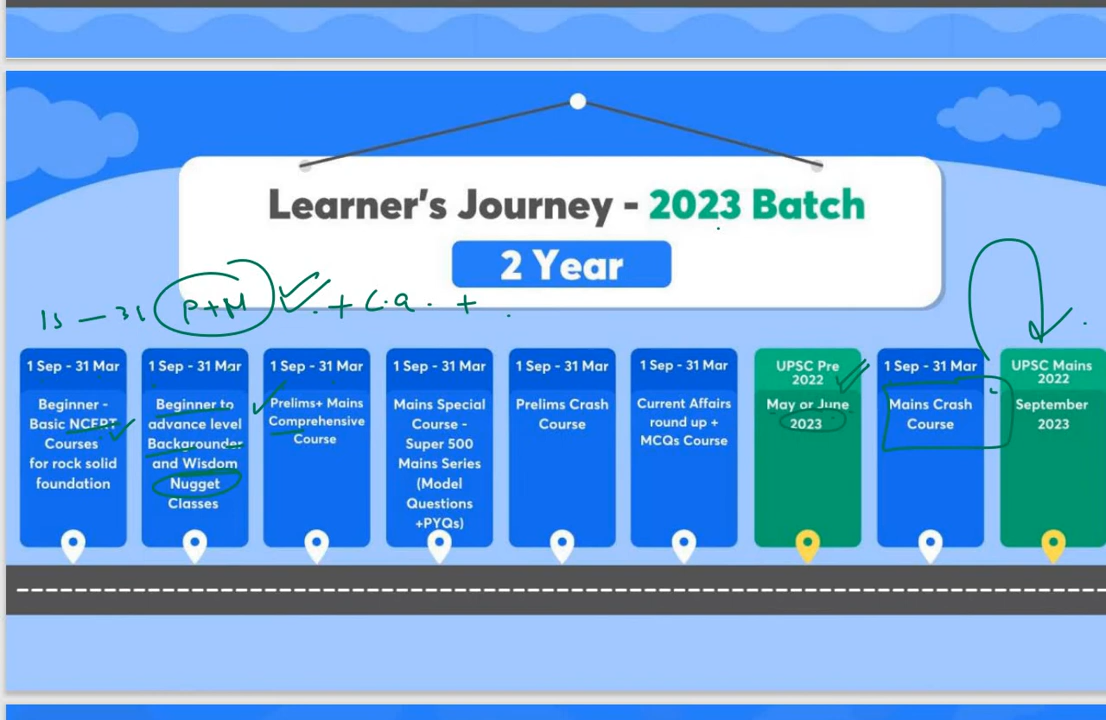 Learner's Journey - 2023 Batch
2 Year
1s - 31 P+M + C.a. +
1 Sep - 31 Mar
Beginner -
Basic NCERT
Courses
for rock solid
foundation
1 Sep - 31 Mar
Beginner to
advance level
Backgrounder
and Wisdom
Nugget
Classes
1 Sep - 31 Mar
Prelims+ Mains
Comprehensive
Course
1 Sep - 31 Mar
Mains Special
Course -
Super 500
Mains Series
(Model
Questions
+PYQs)
1 Sep - 31 Mar
Prelims Crash
Course
1 Sep - 31 Mar
Current Affairs
round up +
MCQs Course
UPSC Pre
2022
May or June
2023
1 Sep - 31 Mar
Mains Crash
Course
UPSC Mains
2022
September
2023